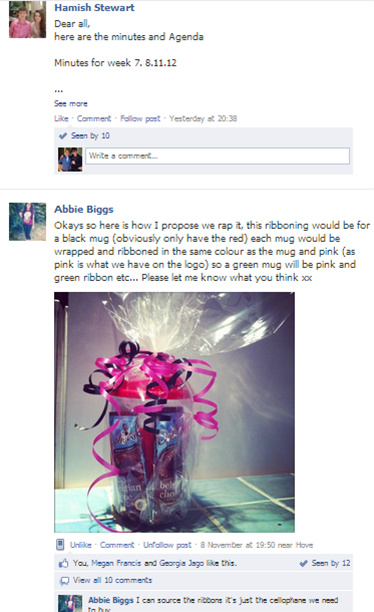 Hamish Stewart
Dear all,
here are the minutes and Agenda
Minutes for week 7. 8.11.12
...
See more
Like · Comment · Follow post · Yesterday at 20:38
Seen by 10
Write a comment...
Abbie Biggs
Okays so here is how I propose we rap it, this ribboning would be for
a black mug (obviously only have the red) each mug would be
wrapped and ribboned in the same colour as the mug and pink (as
pink is what we have on the logo) so a green mug will be pink and
green ribbon etc... Please let me know what you think xx
Unlike · Comment · Unfollow post · 8 November at 19:50 near Hove
You, Megan Francis and Georgia Jago like this.
Seen by 12
View all 10 comments
Abbie Biggs I can source the ribbons it's just the cellophane we need
to buy